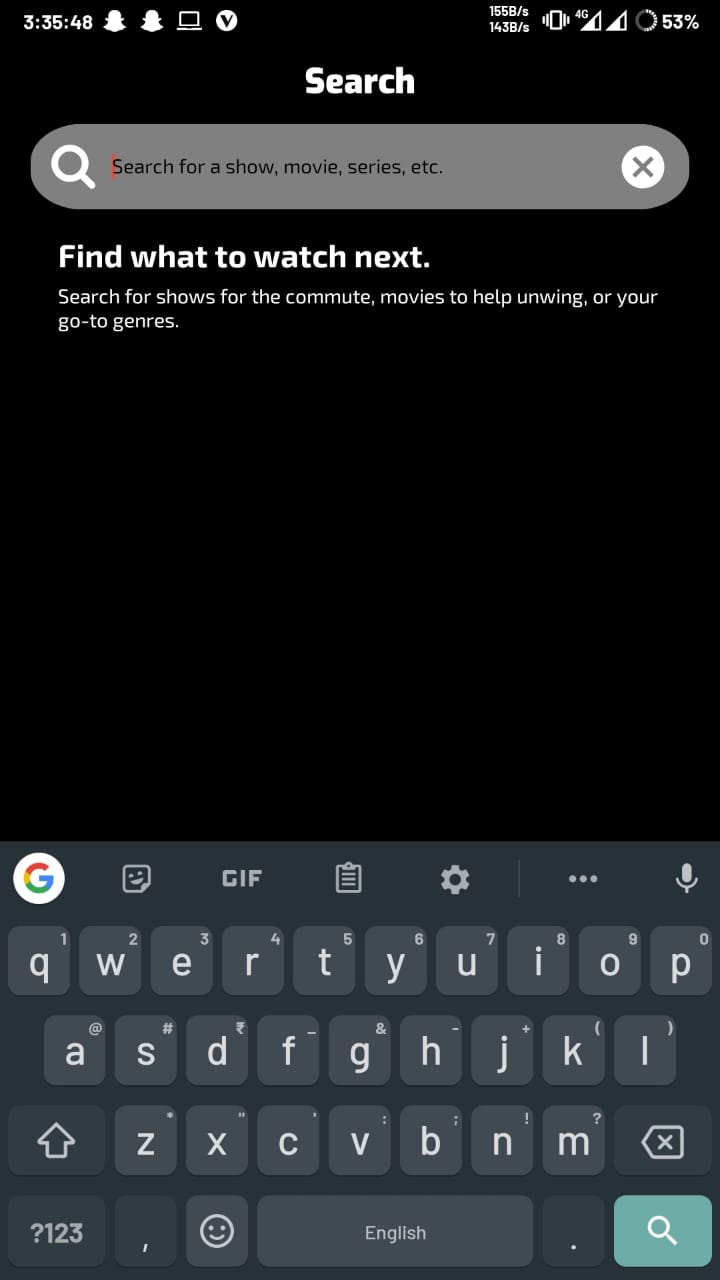 3:35:48 155B/s 143B/s 4G 53%
Search
Search for a show, movie, series, etc.
Find what to watch next.
Search for shows for the commute, movies to help unwing, or your
go-to genres.
GIF
1 2 3 4 5 6 7 8 9 0
q w e r t y u i o p
@ # ₹ _ & - + ( )
a s d f g h j k l
* " ' : ; ! ?
z x c v b n m
?123 , English .